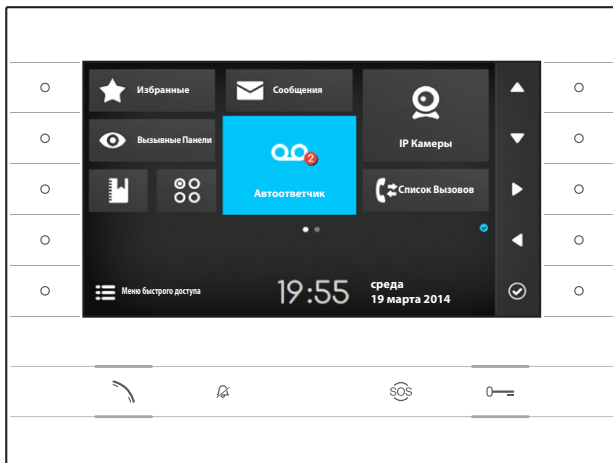 Избранные
Сообщения
Вызывные Панели
IP Камеры
2
Автоответчик
Список Вызовов
Меню быстрого доступа
19:55
среда
19 марта 2014
SOS